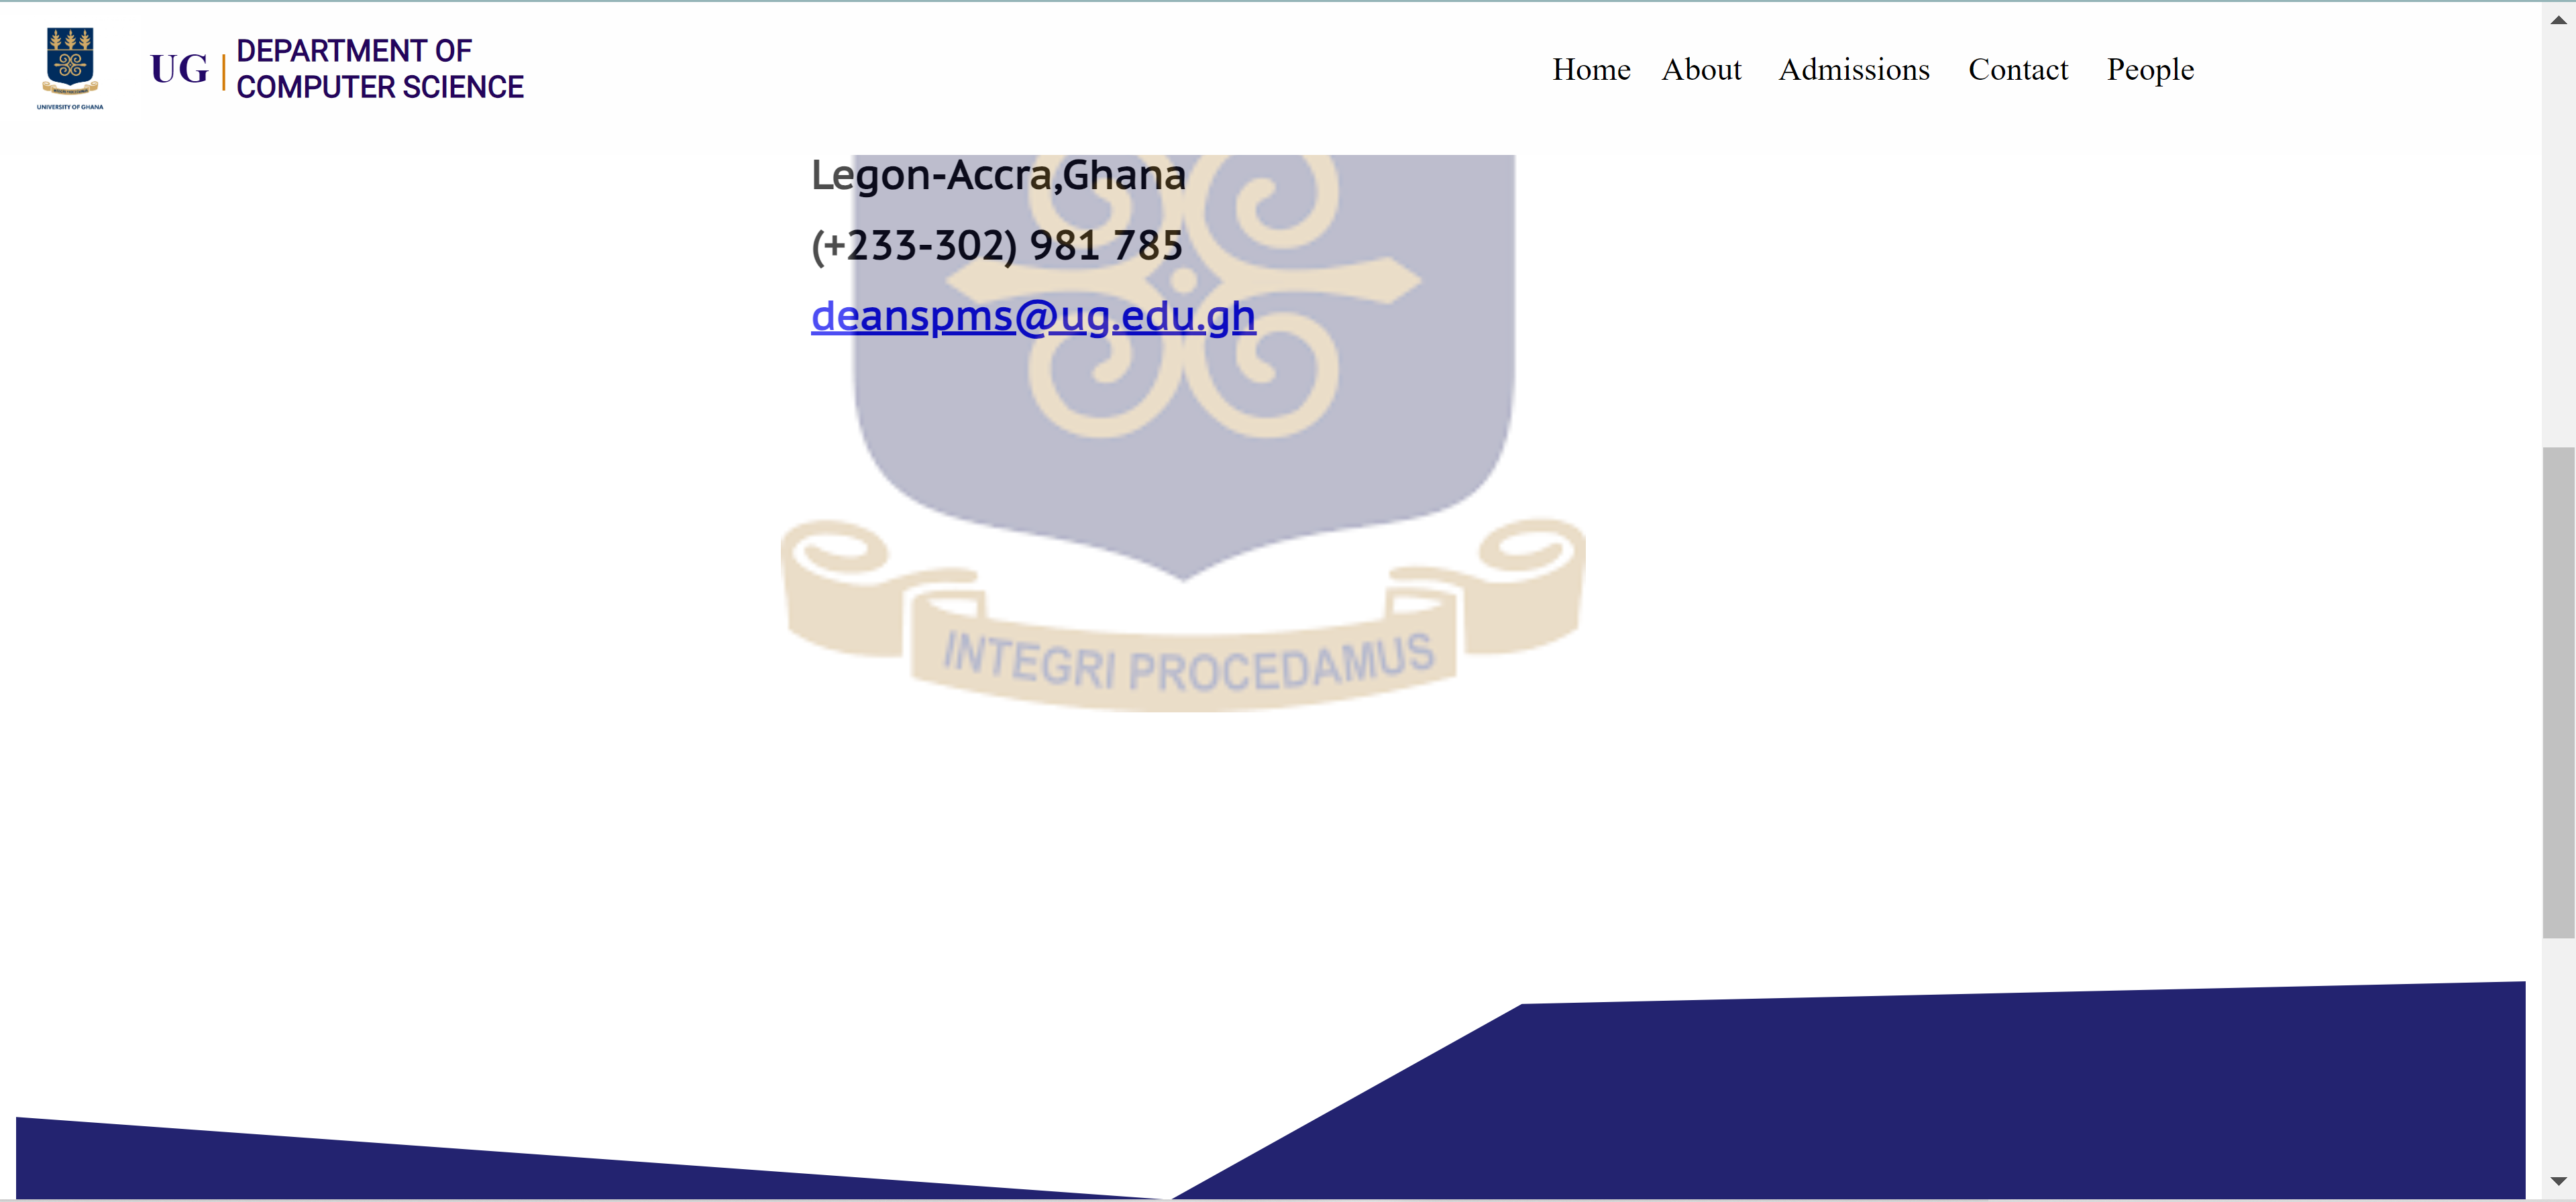 UNIVERSITY OF GHANA
UG
DEPARTMENT OF
COMPUTER SCIENCE
Home About Admissions Contact People
Legon-Accra,Ghana
(+233-302) 981 785
deanspms@ug.edu.gh
INTEGRI PROCEDAMUS